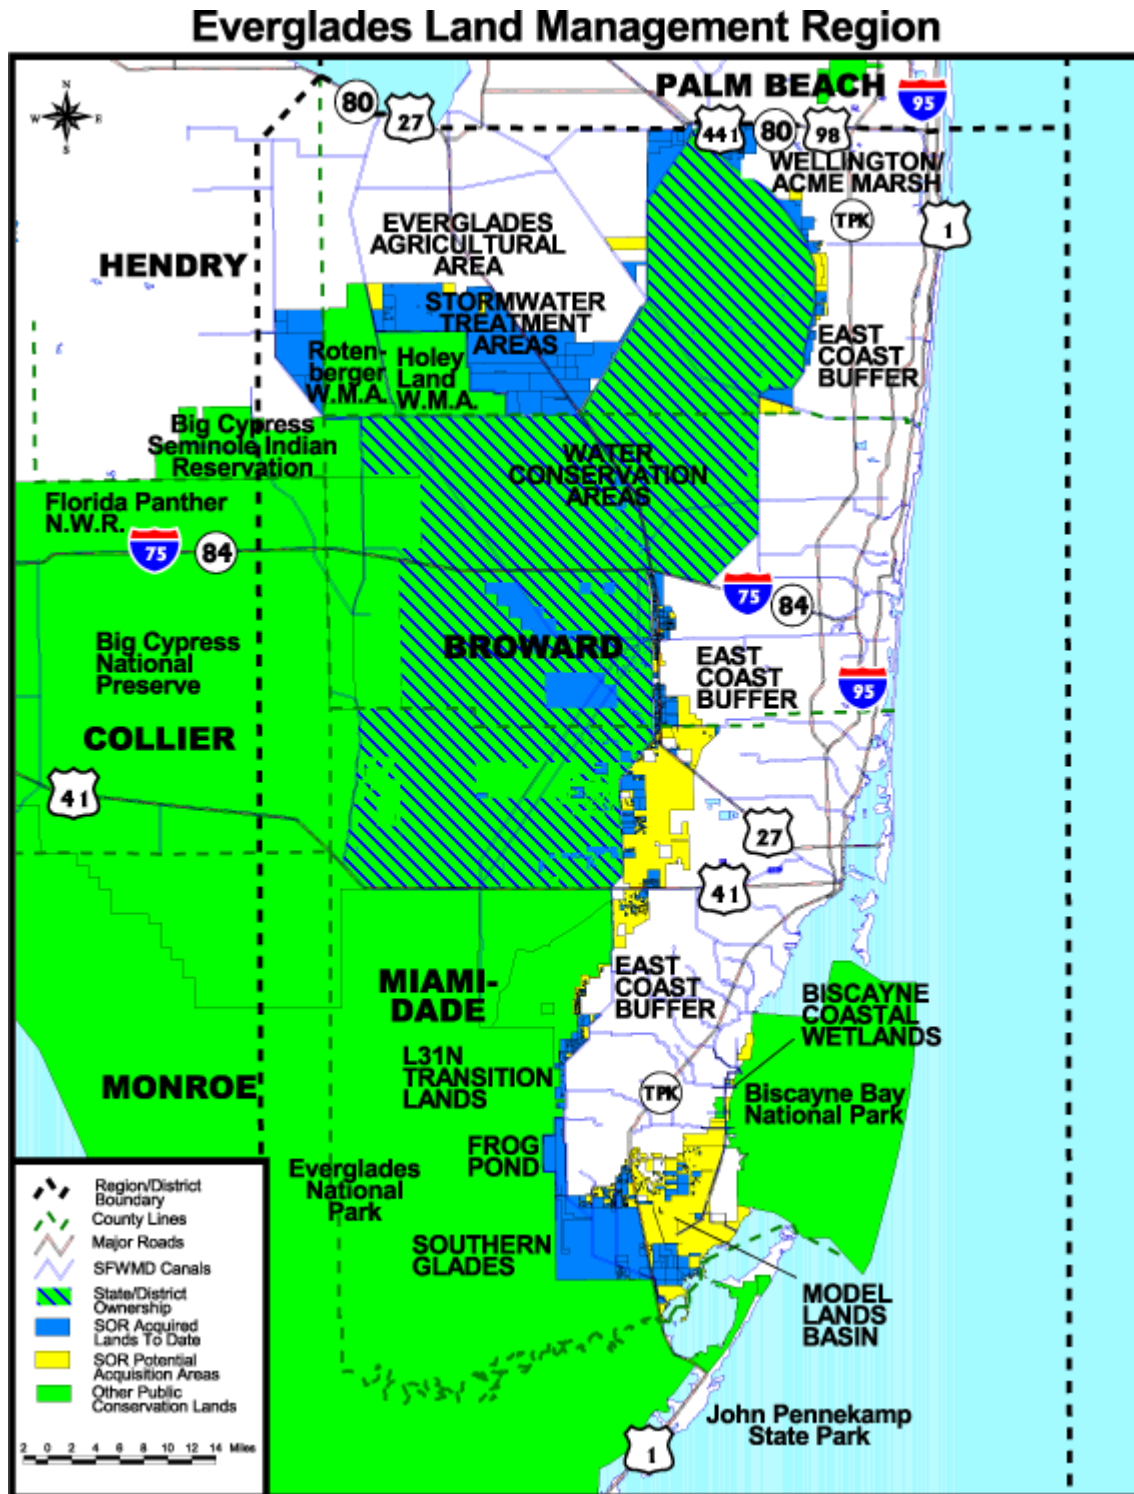 Everglades Land Management Region
N
W
E
S
PALM BEACH
95
80
27
441
80
98
WELLINGTON/
ACME MARSH
TPK
1
HENDRY
EVERGLADES
AGRICULTURAL
AREA
STORMWATER
TREATMENT
AREAS
EAST
COAST
BUFFER
Roten-
berger
W.M.A.
Holey
Land
W.M.A.
Big Cypress
Seminole Indian
Reservation
WATER
CONSERVATION
AREAS
Florida Panther
N.W.R.
75
84
75
84
Big Cypress
National
Preserve
BROWARD
EAST
COAST
BUFFER
95
COLLIER
41
27
41
MIAMI-
DADE
EAST
COAST
BUFFER
BISCAYNE
COASTAL
WETLANDS
L31N
TRANSITION
LANDS
MONROE
TPK
Biscayne Bay
National Park
FROG
POND
Everglades
National
Park
SOUTHERN
GLADES
MODEL
LANDS
BASIN
John Pennekamp
State Park
1
Region/District
Boundary
County Lines
Major Roads
SFWMD Canals
State/District
Ownership
SOR Acquired
Lands To Date
SOR Potential
Acquisition Areas
Other Public
Conservation Lands
2 0 2 4 6 8 10 12 14 Miles